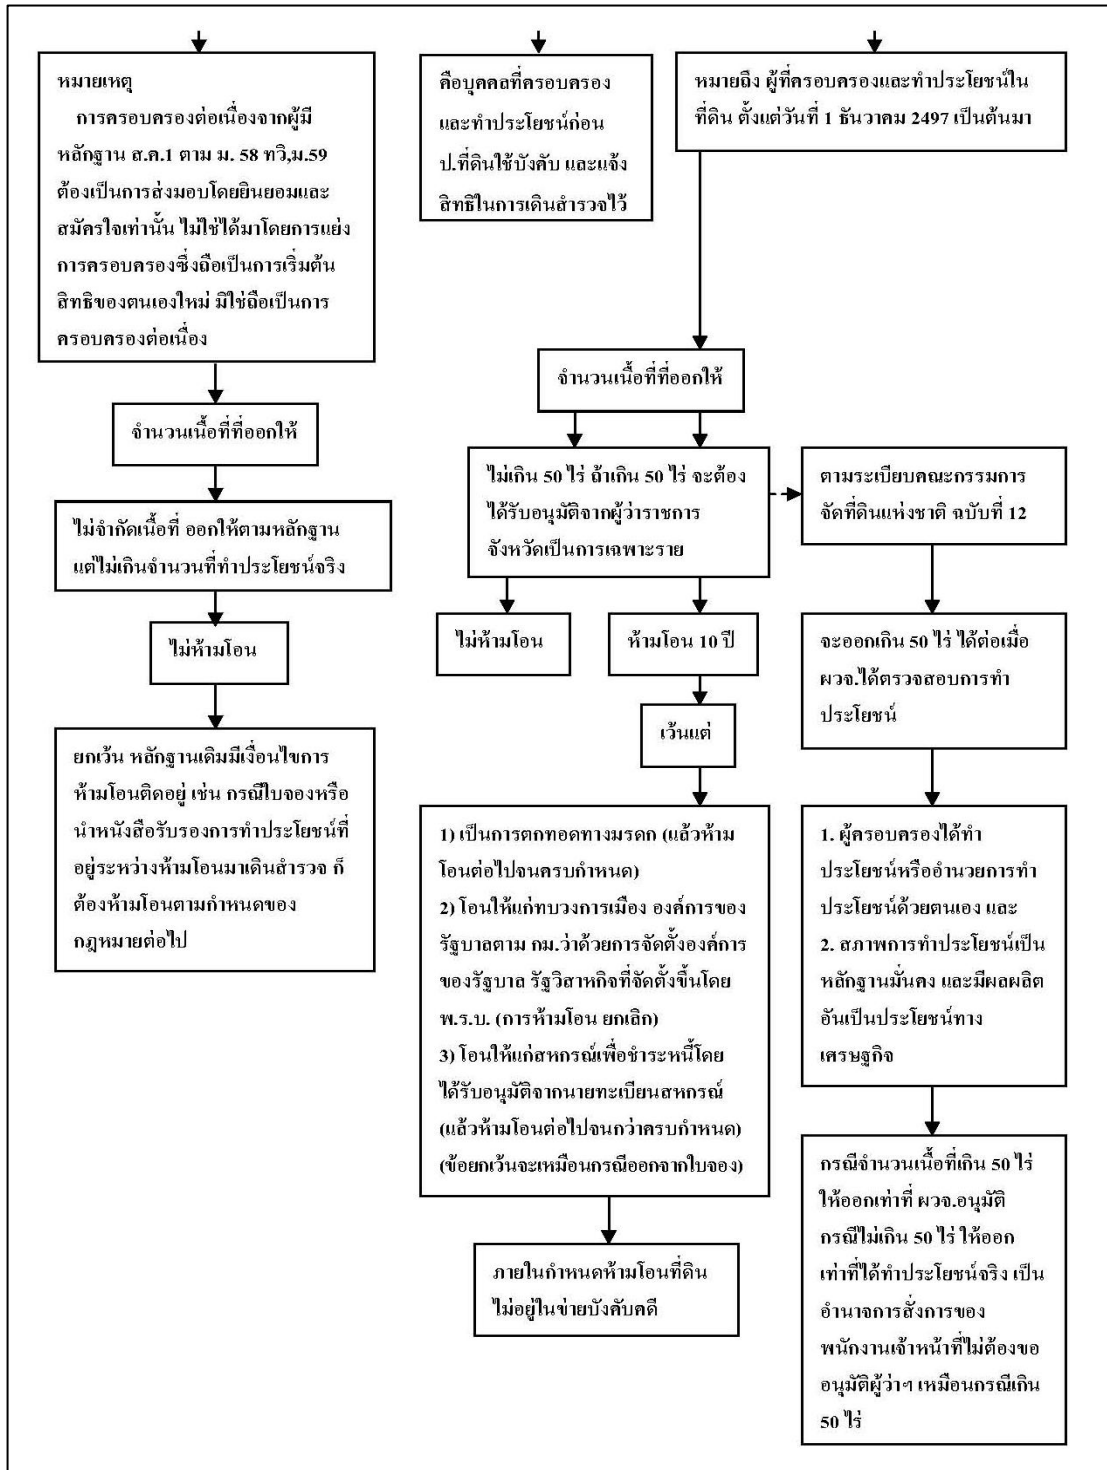 หมายเหตุ
การครอบครองต่อเนื่องจากผู้มี
หลักฐาน ส.ค.1 ตาม ม. 58 ทวิ,ม.59
ต้องเป็นการส่งมอบโดยยินยอมและ
สมัครใจเท่านั้น ไม่ใช่ได้มาโดยการแย่ง
การครอบครองซึ่งถือเป็นการเริ่มต้น
สิทธิของตนเองใหม่ มิใช่ถือเป็นการ
ครอบครองต่อเนื่อง
จำนวนเนื้อที่ที่ออกให้
ไม่จำกัดเนื้อที่ ออกให้ตามหลักฐาน
แต่ไม่เกินจำนวนที่ทำประโยชน์จริง
ไม่ห้ามโอน
ยกเว้น หลักฐานเดิมมีเงื่อนไขการ
ห้ามโอนติดอยู่ เช่น กรณีใบจองหรือ
นำหนังสือรับรองการทำประโยชน์ที่
อยู่ระหว่างห้ามโอนมาเดินสำรวจ ก็
ต้องห้ามโอนตามกำหนดของ
กฎหมายต่อไป
คือบุคคลที่ครอบครอง
และทำประโยชน์ก่อน
ป.ที่ดินใช้บังคับ และแจ้ง
สิทธิในการเดินสำรวจไว้
หมายถึง ผู้ที่ครอบครองและทำประโยชน์ใน
ที่ดิน ตั้งแต่วันที่ 1 ธันวาคม 2497 เป็นต้นมา
จำนวนเนื้อที่ที่ออกให้
ไม่เกิน 50 ไร่ ถ้าเกิน 50 ไร่ จะต้อง
ได้รับอนุมัติจากผู้ว่าราชการ
จังหวัดเป็นการเฉพาะราย
ไม่ห้ามโอน
ห้ามโอน 10 ปี
เว้นแต่
1) เป็นการตกทอดทางมรดก (แล้วห้าม
โอนต่อไปจนครบกำหนด)
2) โอนให้แก่ทบวงการเมือง องค์การของ
รัฐบาลตาม กม.ว่าด้วยการจัดตั้งองค์การ
ของรัฐบาล รัฐวิสาหกิจที่จัดตั้งขึ้นโดย
พ.ร.บ. (การห้ามโอน ยกเลิก)
3) โอนให้แก่สหกรณ์เพื่อชำระหนี้โดย
ได้รับอนุมัติจากนายทะเบียนสหกรณ์
(แล้วห้ามโอนต่อไปจนกว่าครบกำหนด)
(ข้อยกเว้นจะเหมือนกรณีออกจากใบจอง)
ภายในกำหนดห้ามโอนที่ดิน
ไม่อยู่ในข่ายบังคับคดี
ตามระเบียบคณะกรรมการ
จัดที่ดินแห่งชาติ ฉบับที่ 12
จะออกเกิน 50 ไร่ ได้ต่อเมื่อ
ผวจ.ได้ตรวจสอบการทำ
ประโยชน์
1. ผู้ครอบครองได้ทำ
ประโยชน์หรืออำนวยการทำ
ประโยชน์ด้วยตนเอง และ
2. สภาพการทำประโยชน์เป็น
หลักฐานมั่นคง และมีผลผลิต
อันเป็นประโยชน์ทาง
เศรษฐกิจ
กรณีจำนวนเนื้อที่เกิน 50 ไร่
ให้ออกเท่าที่ ผวจ.อนุมัติ
กรณีไม่เกิน 50 ไร่ ให้ออก
เท่าที่ได้ทำประโยชน์จริง เป็น
อำนาจการสั่งการของ
พนักงานเจ้าหน้าที่ไม่ต้องขอ
อนุมัติผู้ว่าฯ เหมือนกรณีเกิน
50 ไร่